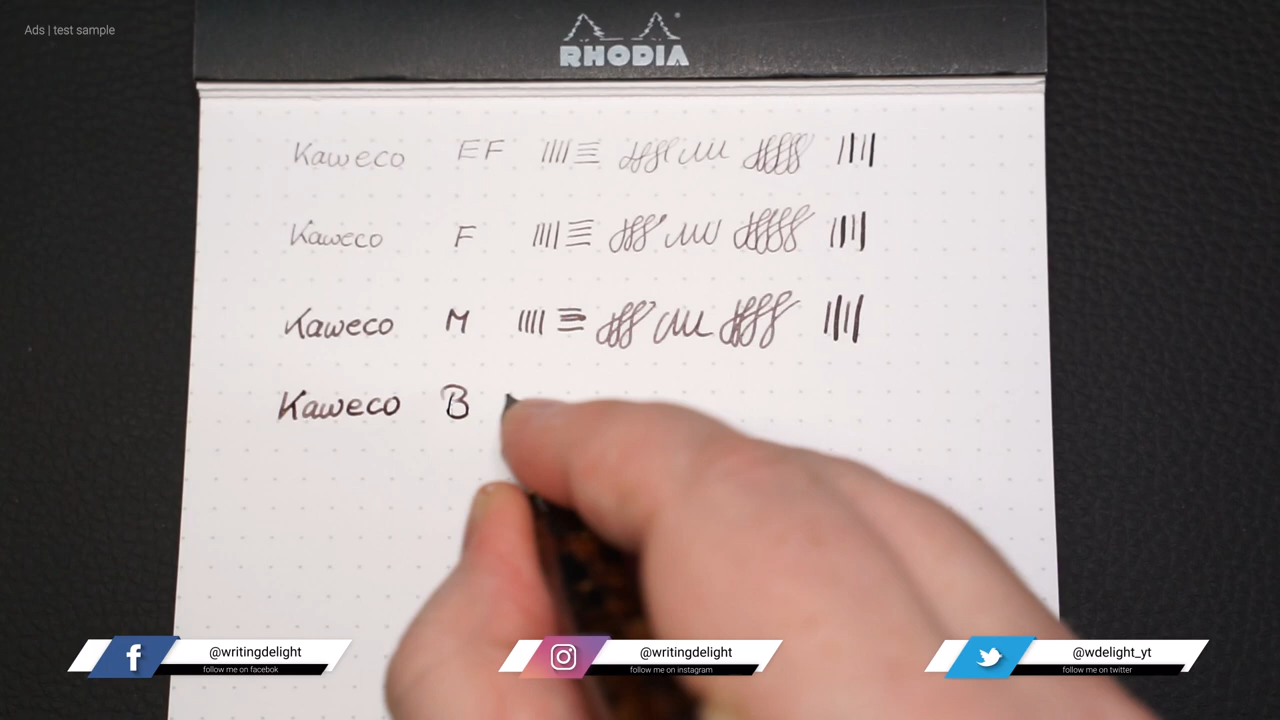 Ads | test sample
RHODIA
Kaweco EF
Kaweco F
Kaweco M
Kaweco B
@writingdelight
follow me on facebok
@writingdelight
follow me on instagram
@wdelight_yt
follow me on twitter